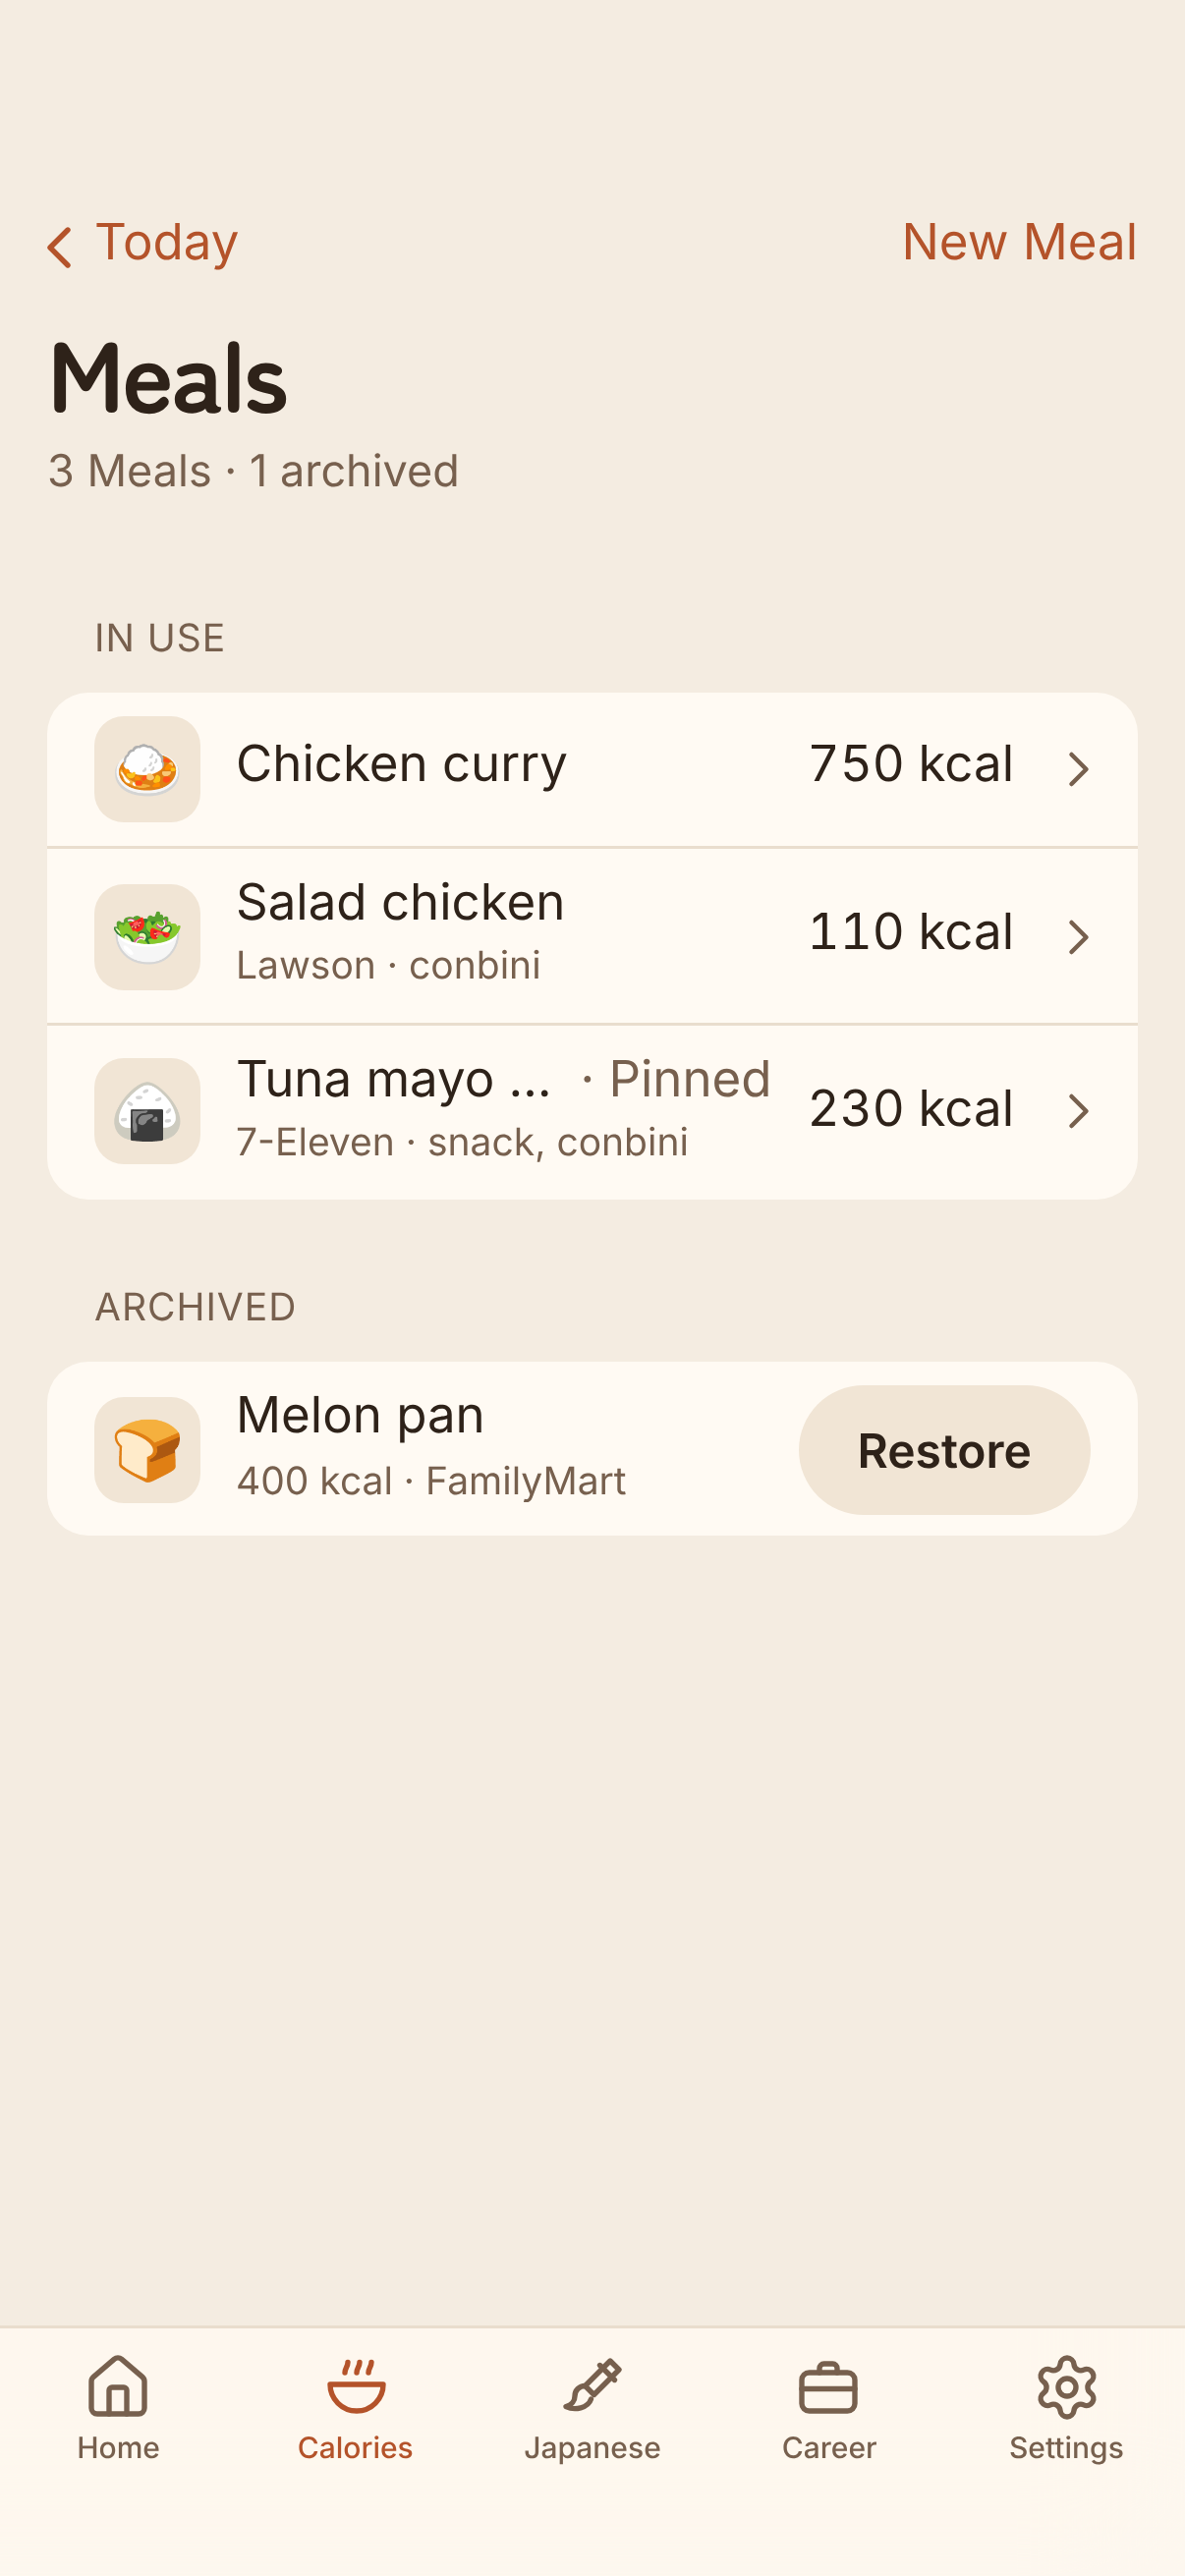 Today
New Meal
Meals
3 Meals · 1 archived
IN USE
Chicken curry
750 kcal
Salad chicken
Lawson · conbini
110 kcal
Tuna mayo ... · Pinned
7-Eleven · snack, conbini
230 kcal
ARCHIVED
Melon pan
400 kcal · FamilyMart
Restore
Home
Calories
Japanese
Career
Settings